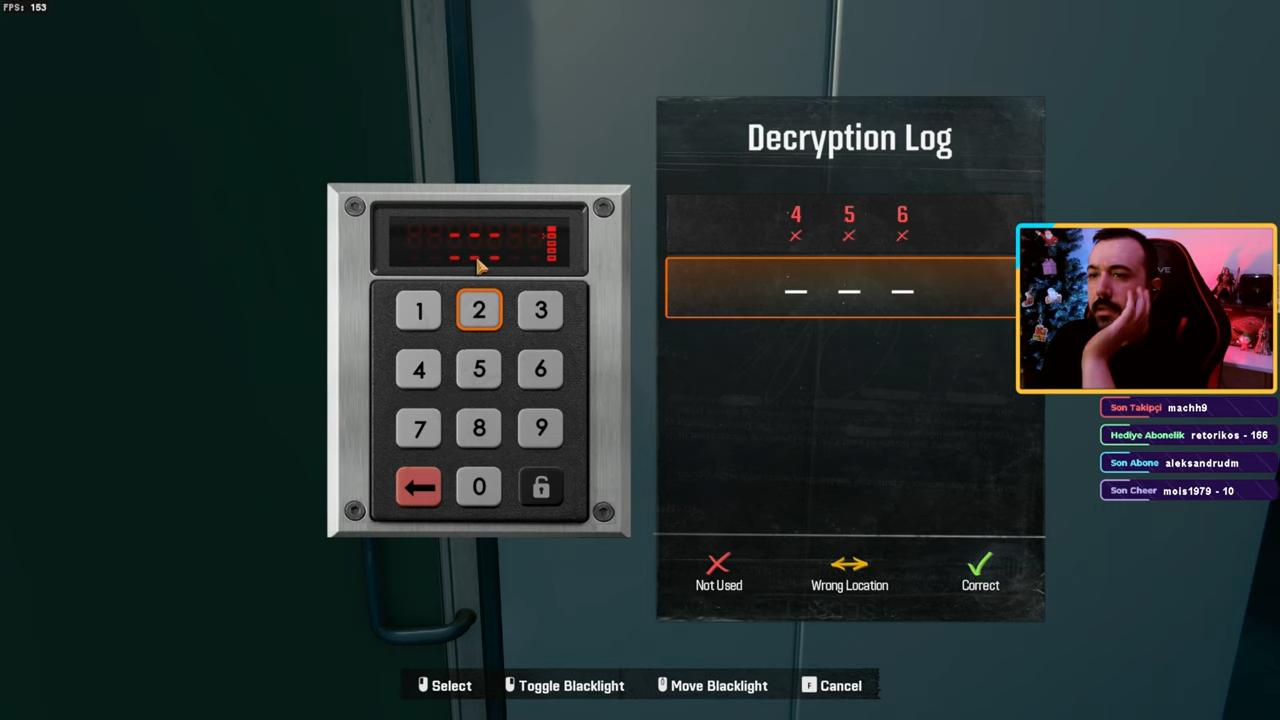 FPS: 153
Decryption Log
4 5 6
1 2 3
4 5 6
7 8 9
0
Not Used
Wrong Location
Correct
Son Takipçi machh9
Hediye Abonelik retorikos - 166
Son Abone aleksandrudm
Son Cheer mois1979 - 10
Select Toggle Blacklight Move Blacklight F Cancel